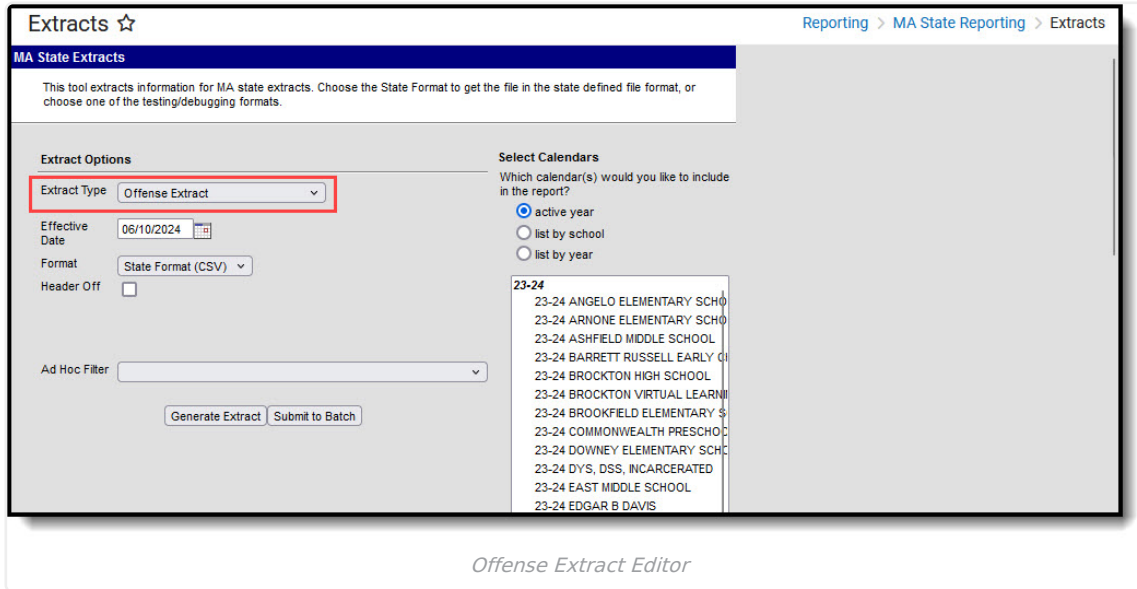 Extracts
Reporting > MA State Reporting > Extracts
MA State Extracts
This tool extracts information for MA state extracts. Choose the State Format to get the file in the state defined file format, or
choose one of the testing/debugging formats.
Extract Options
Extract Type Offense Extract
Effective
Date 06/10/2024
Format State Format (CSV)
Header Off
Ad Hoc Filter
Generate Extract Submit to Batch
Select Calendars
Which calendar(s) would you like to include
in the report?
active year
list by school
list by year
23-24
23-24 ANGELO ELEMENTARY SCHO
23-24 ARNONE ELEMENTARY SCHO
23-24 ASHFIELD MIDDLE SCHOOL
23-24 BARRETT RUSSELL EARLY
23-24 BROCKTON HIGH SCHOOL
23-24 BROCKTON VIRTUAL LEARNI
23-24 BROOKFIELD ELEMENTARY S
23-24 COMMONWEALTH PRESCHO
23-24 DOWNEY ELEMENTARY SCH
23-24 DYS, DSS, INCARCERATED
23-24 EAST MIDDLE SCHOOL
23-24 EDGAR B DAVIS
Offense Extract Editor